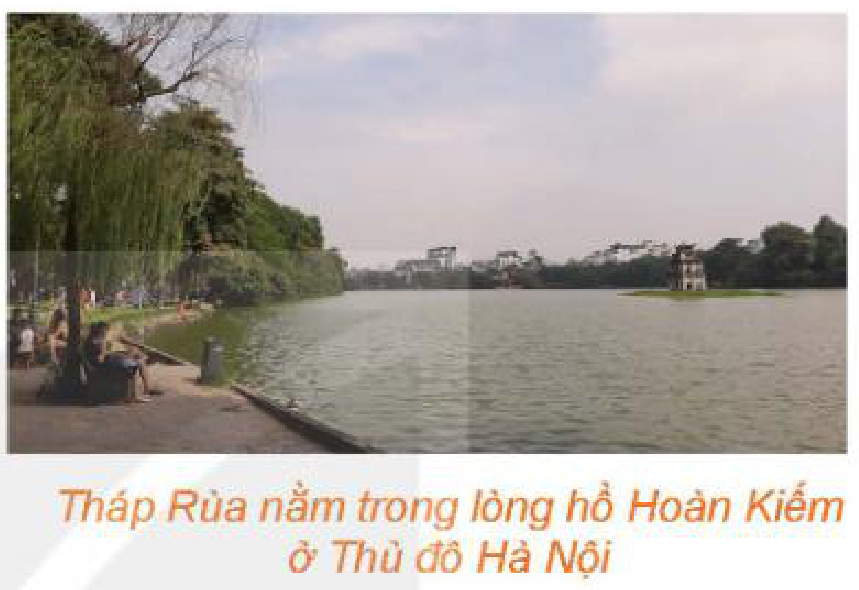 Tháp Rùa nằm trong lòng hồ Hoàn Kiếm
ở Thủ đô Hà Nội